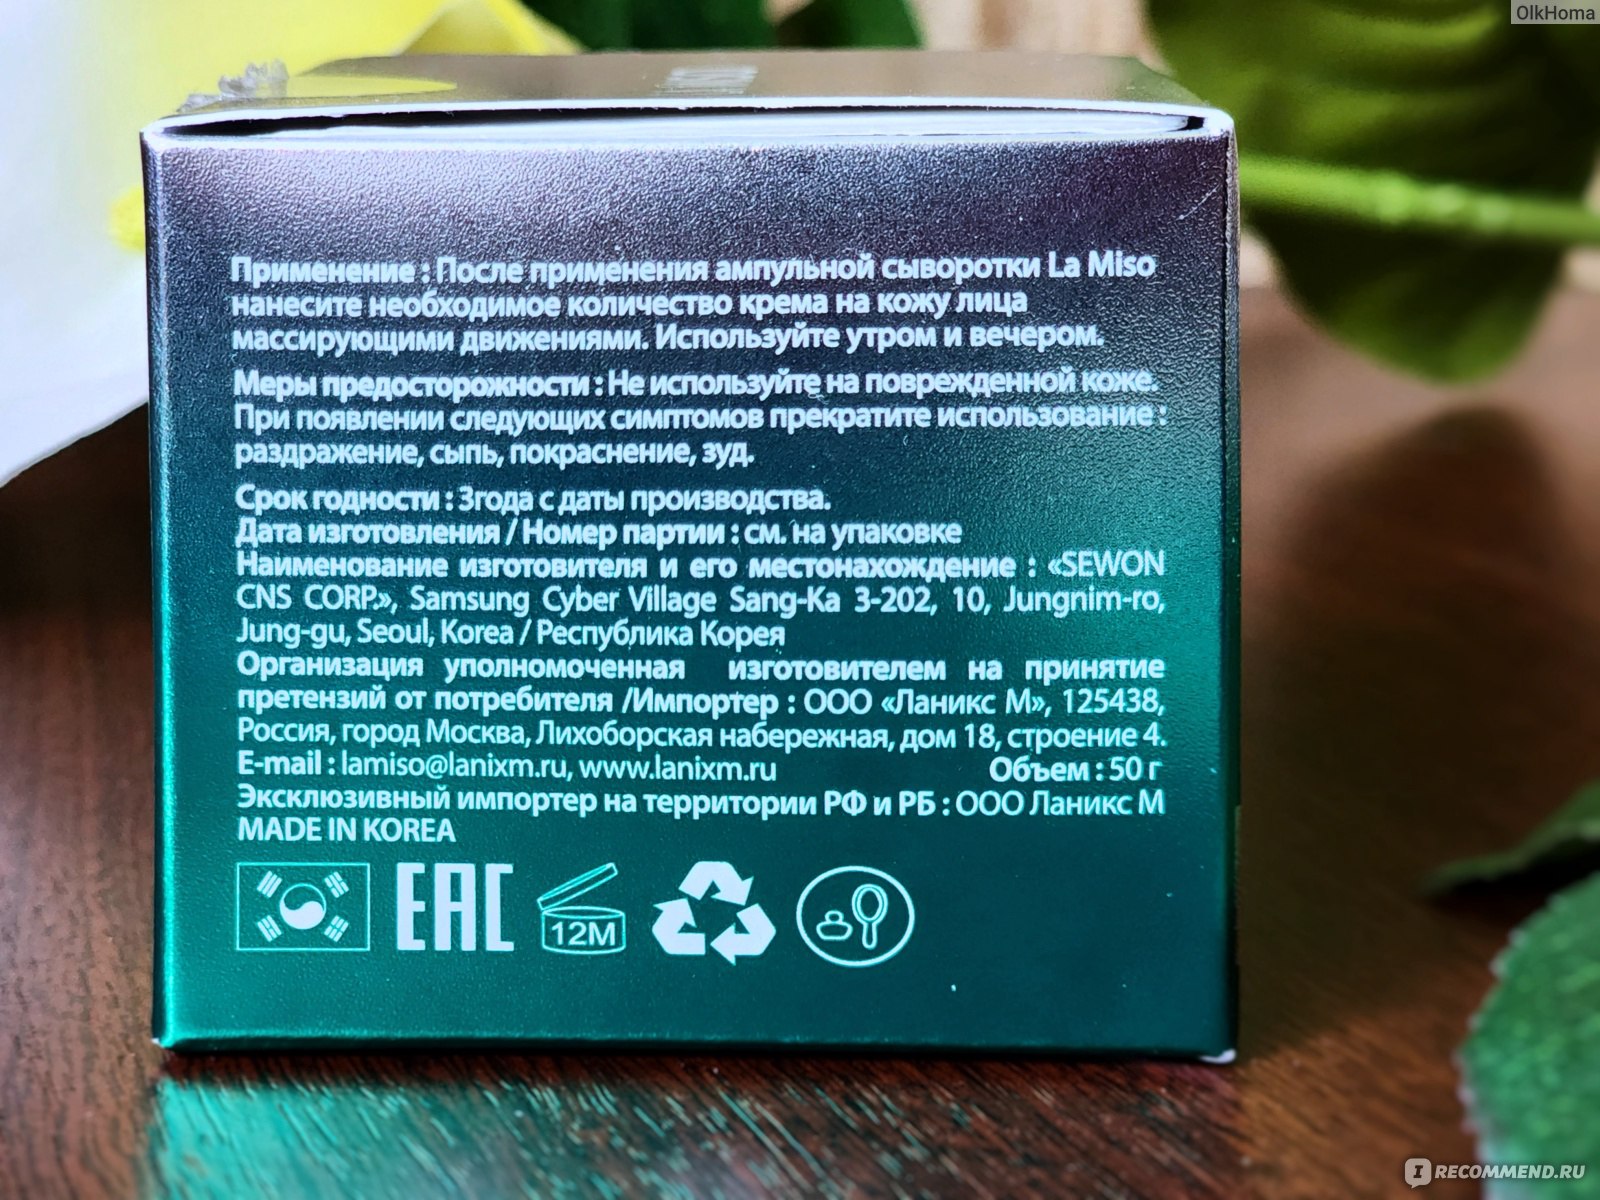 OlkHoma
Применение : После применения ампульной сыворотки La Miso
нанесите необходимое количество крема на кожу лица
массирующими движениями. Используйте утром и вечером.
Меры предосторожности : Не используйте на поврежденной коже.
При появлении следующих симптомов прекратите использование :
раздражение, сыпь, покраснение, зуд.
Срок годности : 3года с даты производства.
Дата изготовления / Номер партии : см. на упаковке
Наименование изготовителя и его местонахождение : «SEWON
CNS CORP.», Samsung Cyber Village Sang-Ka 3-202, 10, Jungnim-ro,
Jung-gu, Seoul, Korea / Республика Корея
Организация уполномоченная изготовителем на принятие
претензий от потребителя /Импортер : ООО «Ланикс М», 125438,
Россия, город Москва, Лихоборская набережная, дом 18, строение 4.
E-mail : lamiso@lanixm.ru, www.lanixm.ru Объем : 50 г
Эксклюзивный импортер на территории РФ и РБ : ООО Ланикс М
MADE IN KOREA
EAC 12M
IRECOMMEND.RU